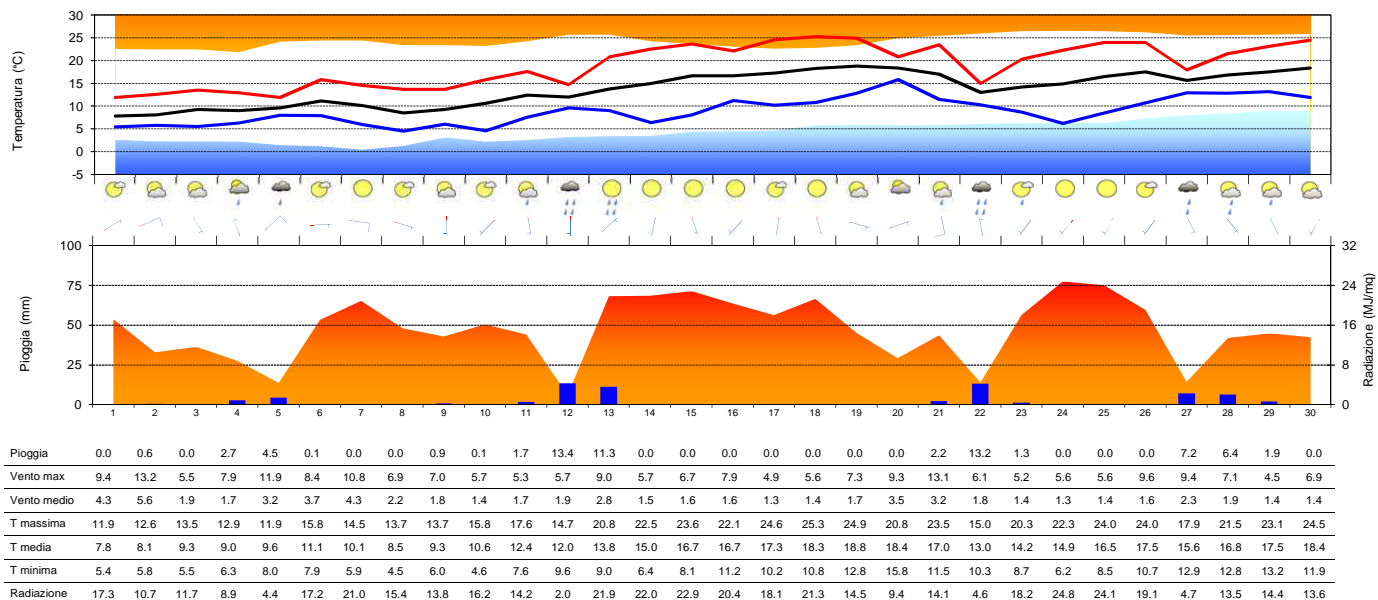 30
25
20
15
10
5
0
-5
Temperatura (°C)
100
75
50
25
0
Pioggia (mm)
32
24
16
8
0
Radiazione (MJ/mq)
1 2 3 4 5 6 7 8 9 10 11 12 13 14 15 16 17 18 19 20 21 22 23 24 25 26 27 28 29 30
Pioggia 0.0 0.6 0.0 2.7 4.5 0.1 0.0 0.0 0.9 0.1 1.7 13.4 11.3 0.0 0.0 0.0 0.0 0.0 0.0 0.0 2.2 13.2 1.3 0.0 0.0 0.0 7.2 6.4 1.9 0.0
Vento max 9.4 13.2 5.5 7.9 11.9 8.4 10.8 6.9 7.0 5.7 5.3 5.7 9.0 5.7 6.7 7.9 4.9 5.6 7.3 9.3 13.1 6.1 5.2 5.6 5.6 9.6 9.4 7.1 4.5 6.9
Vento medio 4.3 5.6 1.9 1.7 3.2 3.7 4.3 2.2 1.8 1.4 1.7 1.9 2.8 1.5 1.6 1.6 1.3 1.4 1.7 3.5 3.2 1.8 1.4 1.3 1.4 1.6 2.3 1.9 1.4 1.4
T massima 11.9 12.6 13.5 12.9 11.9 15.8 14.5 13.7 13.7 15.8 17.6 14.7 20.8 22.5 23.6 22.1 24.6 25.3 24.9 20.8 23.5 15.0 20.3 22.3 24.0 24.0 17.9 21.5 23.1 24.5
T media 7.8 8.1 9.3 9.0 9.6 11.1 10.1 8.5 9.3 10.6 12.4 12.0 13.8 15.0 16.7 16.7 17.3 18.3 18.8 18.4 17.0 13.0 14.2 14.9 16.5 17.5 15.6 16.8 17.5 18.4
T minima 5.4 5.8 5.5 6.3 8.0 7.9 5.9 4.5 6.0 4.6 7.6 9.6 9.0 6.4 8.1 11.2 10.2 10.8 12.8 15.8 11.5 10.3 8.7 6.2 8.5 10.7 12.9 12.8 13.2 11.9
Radiazione 17.3 10.7 11.7 8.9 4.4 17.2 21.0 15.4 13.8 16.2 14.2 2.0 21.9 22.0 22.9 20.4 18.1 21.3 14.5 9.4 14.1 4.6 18.2 24.8 24.1 19.1 4.7 13.5 14.3 13.6